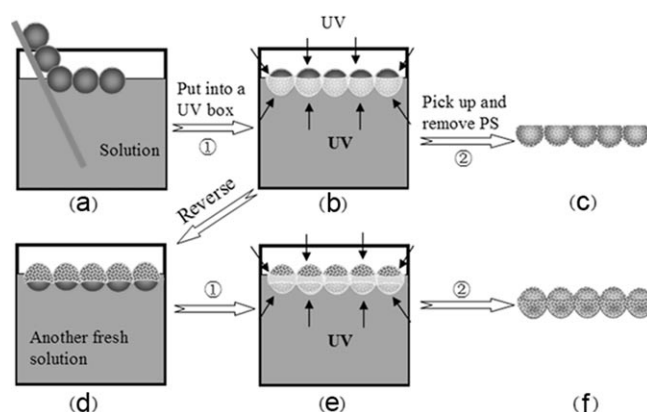 UV
Put into a
UV box
①
Solution
UV
Pick up and
remove PS
②
(a)
(b)
(c)
Reverse
①
②
Another fresh
solution
UV
(d)
(e)
(f)